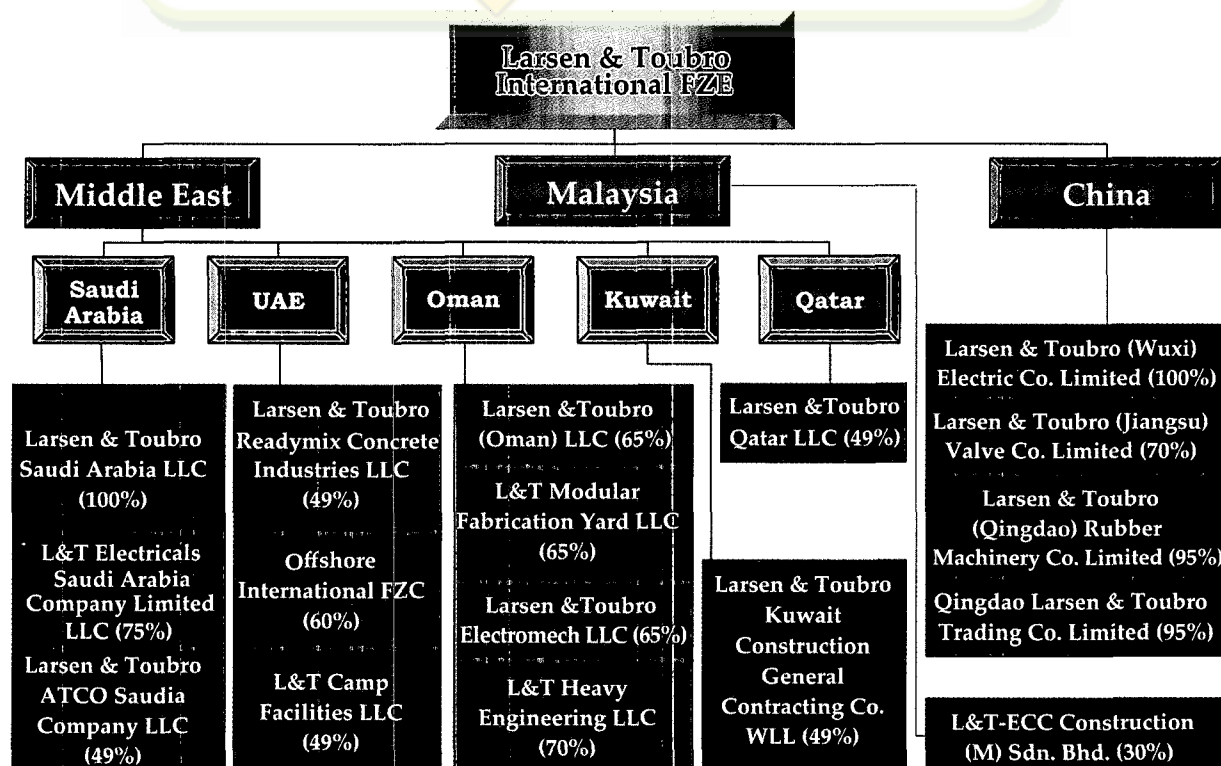 Larsen & Toubro
International FZE
Middle East
Malaysia
China
Saudi
Arabia
UAE
Oman
Kuwait
Qatar
Larsen & Toubro
Saudi Arabia LLC
(100%)
L&T Electricals
Saudi Arabia
Company Limited
LLC (75%)
Larsen & Toubro
ATCO Saudia
Company LLC
(49%)
Larsen & Toubro
Readymix Concrete
Industries LLC
(49%)
Offshore
International FZC
(60%)
L&T Camp
Facilities LLC
(49%)
Larsen &Toubro
(Oman) LLC (65%)
L&T Modular
Fabrication Yard LLC
(65%)
Larsen &Toubro
Electromech LLC (65%)
L&T Heavy
Engineering LLC
(70%)
Larsen & Toubro
Kuwait
Construction
General
Contracting Co.
WLL (49%)
Larsen &Toubro
Qatar LLC (49%)
Larsen & Toubro (Wuxi)
Electric Co. Limited (100%)
Larsen & Toubro (Jiangsu)
Valve Co. Limited (70%)
Larsen & Toubro
(Qingdao) Rubber
Machinery Co. Limited (95%)
Qingdao Larsen & Toubro
Trading Co. Limited (95%)
L&T-ECC Construction
(M) Sdn. Bhd. (30%)